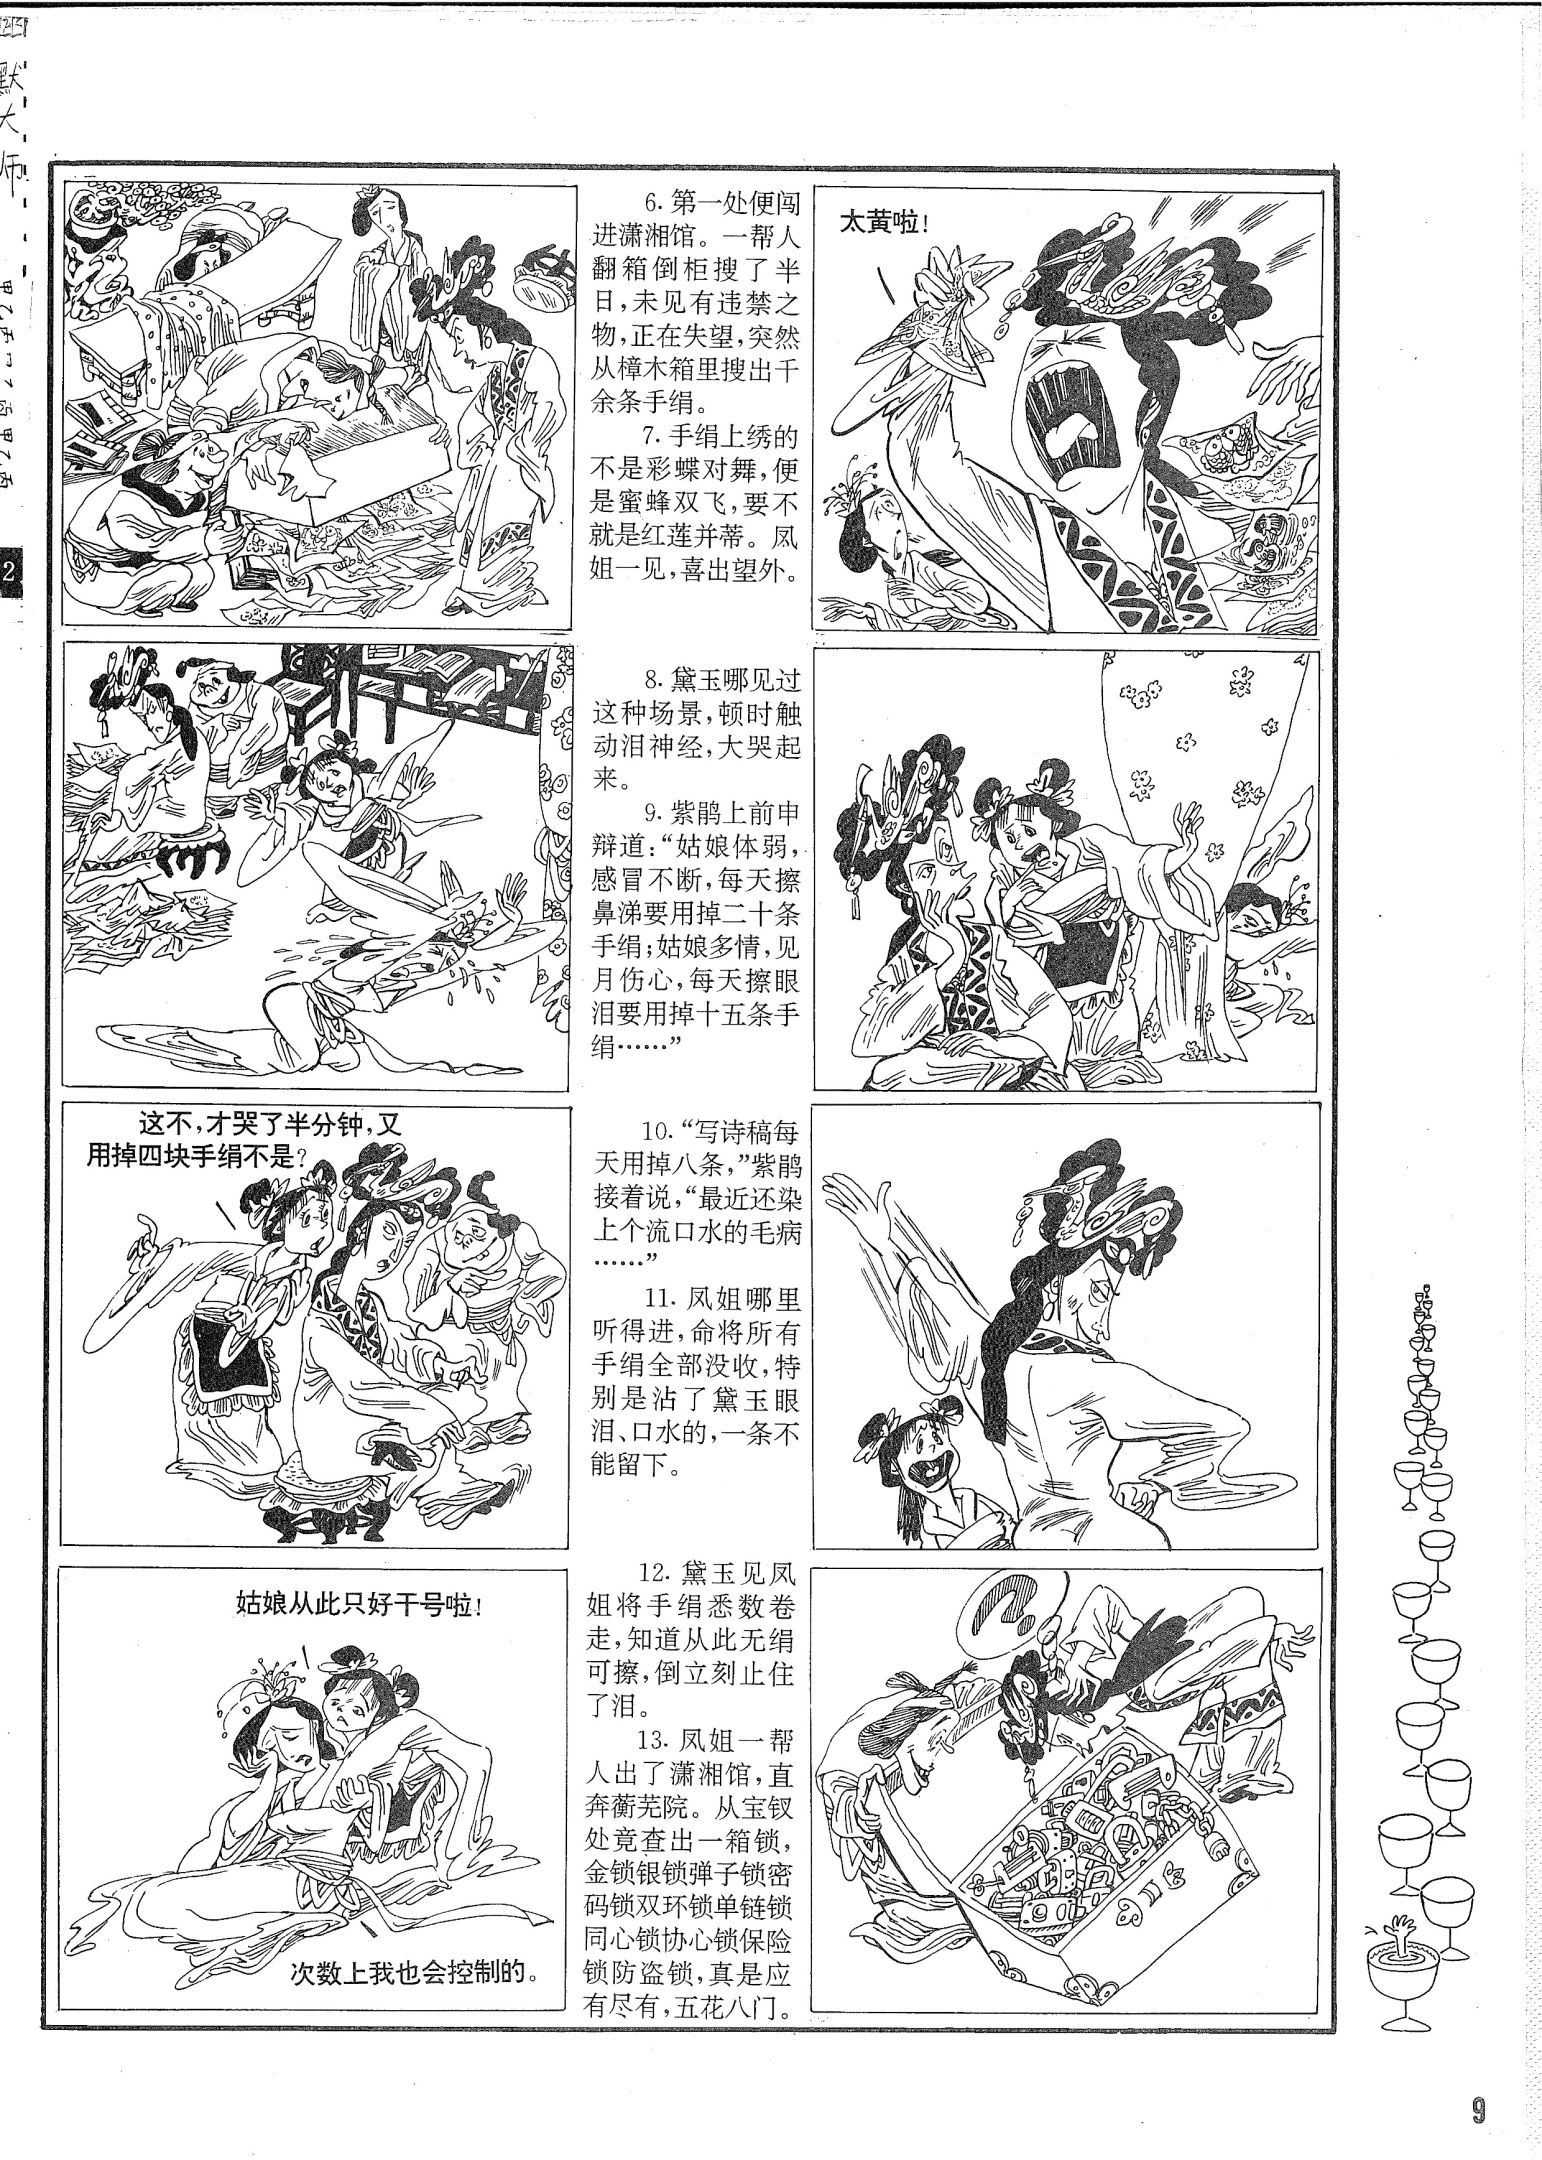 默大师
2
6. 第一处便闯
进潇湘馆。一帮人
翻箱倒柜搜了半
日，未见有违禁之
物，正在失望，突然
从樟木箱里搜出千
余条手绢。
7. 手绢上绣的
不是彩蝶对舞，便
是蜜蜂双飞，要不
就是红莲并蒂。凤
姐一见，喜出望外。
太黄啦！
8. 黛玉哪见过
这种场景，顿时触
动泪神经，大哭起
来。
9. 紫鹃上前申
辩道：“姑娘体弱，
感冒不断，每天擦
鼻涕要用掉二十条
手绢；姑娘多情，见
月伤心，每天擦眼
泪要用掉十五条手
绢……”
这不，才哭了半分钟，又
用掉四块手绢不是？
10. “写诗稿每
天用掉八条，”紫鹃
接着说，“最近还染
上个流口水的毛病
……”
11. 凤姐哪里
听得进，命将所有
手绢全部没收，特
别是沾了黛玉眼
泪、口水的，一条不
能留下。
姑娘从此只好干号啦！
次数上我也会控制的。
12. 黛玉见凤
姐将手绢悉数卷
走，知道从此无绢
可擦，倒立刻止住
了泪。
13. 凤姐一帮
人出了潇湘馆，直
奔蘅芜院。从宝钗
处竟查出一箱锁，
金锁银锁弹子锁密
码锁双环锁单链锁
同心锁协心锁保险
锁防盗锁，真是应
有尽有，五花八门。
9